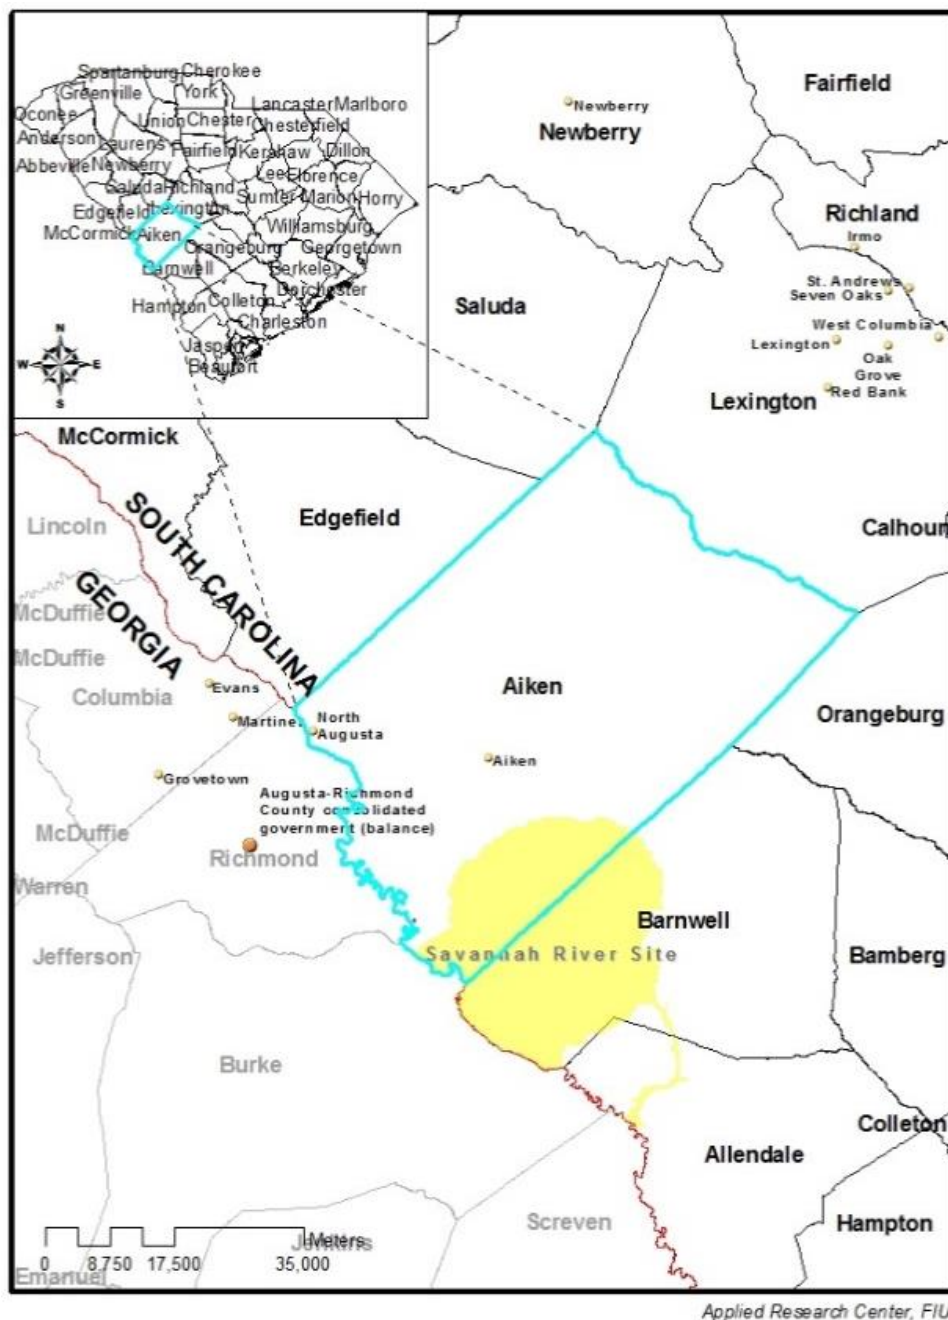 Spartanburg Cherokee
Greenville York
Oconee
Lancaster Marlboro
Union Chester Chesterfield
Anderson
Laurens Fairfield Kershaw Dillon
Abbeville Newberry
Lee Florence
Saluda Richland
Sumter Marion Horry
Edgefield Lexington
Williamsburg
McCormick Aiken
Orangeburg Georgetown
Barnwell Berkeley
Dorchester
Hampton Colleton
Charleston
Jasper
Beaufort
N
W E
S
Fairfield
Newberry
Newberry
Richland
Irmo
St. Andrews
Seven Oaks
Saluda
West Columbia
Lexington
Oak
Grove
Red Bank
Lexington
McCormick
SOUTH CAROLINA
GEORGIA
Edgefield
Lincoln
Calhoun
McDuffie
McDuffie
Columbia
Evans
Aiken
Martinez
North
Augusta
Orangeburg
Aiken
Grovetown
Augusta-Richmond
County consolidated
government (balance)
McDuffie
Richmond
Warren
Barnwell
Jefferson
Savannah River Site
Bamberg
Burke
Colleton
Allendale
Screven
Hampton
Meters
Jenkins
0 8,750 17,500 35,000
Emanuel
Applied Research Center, FIU